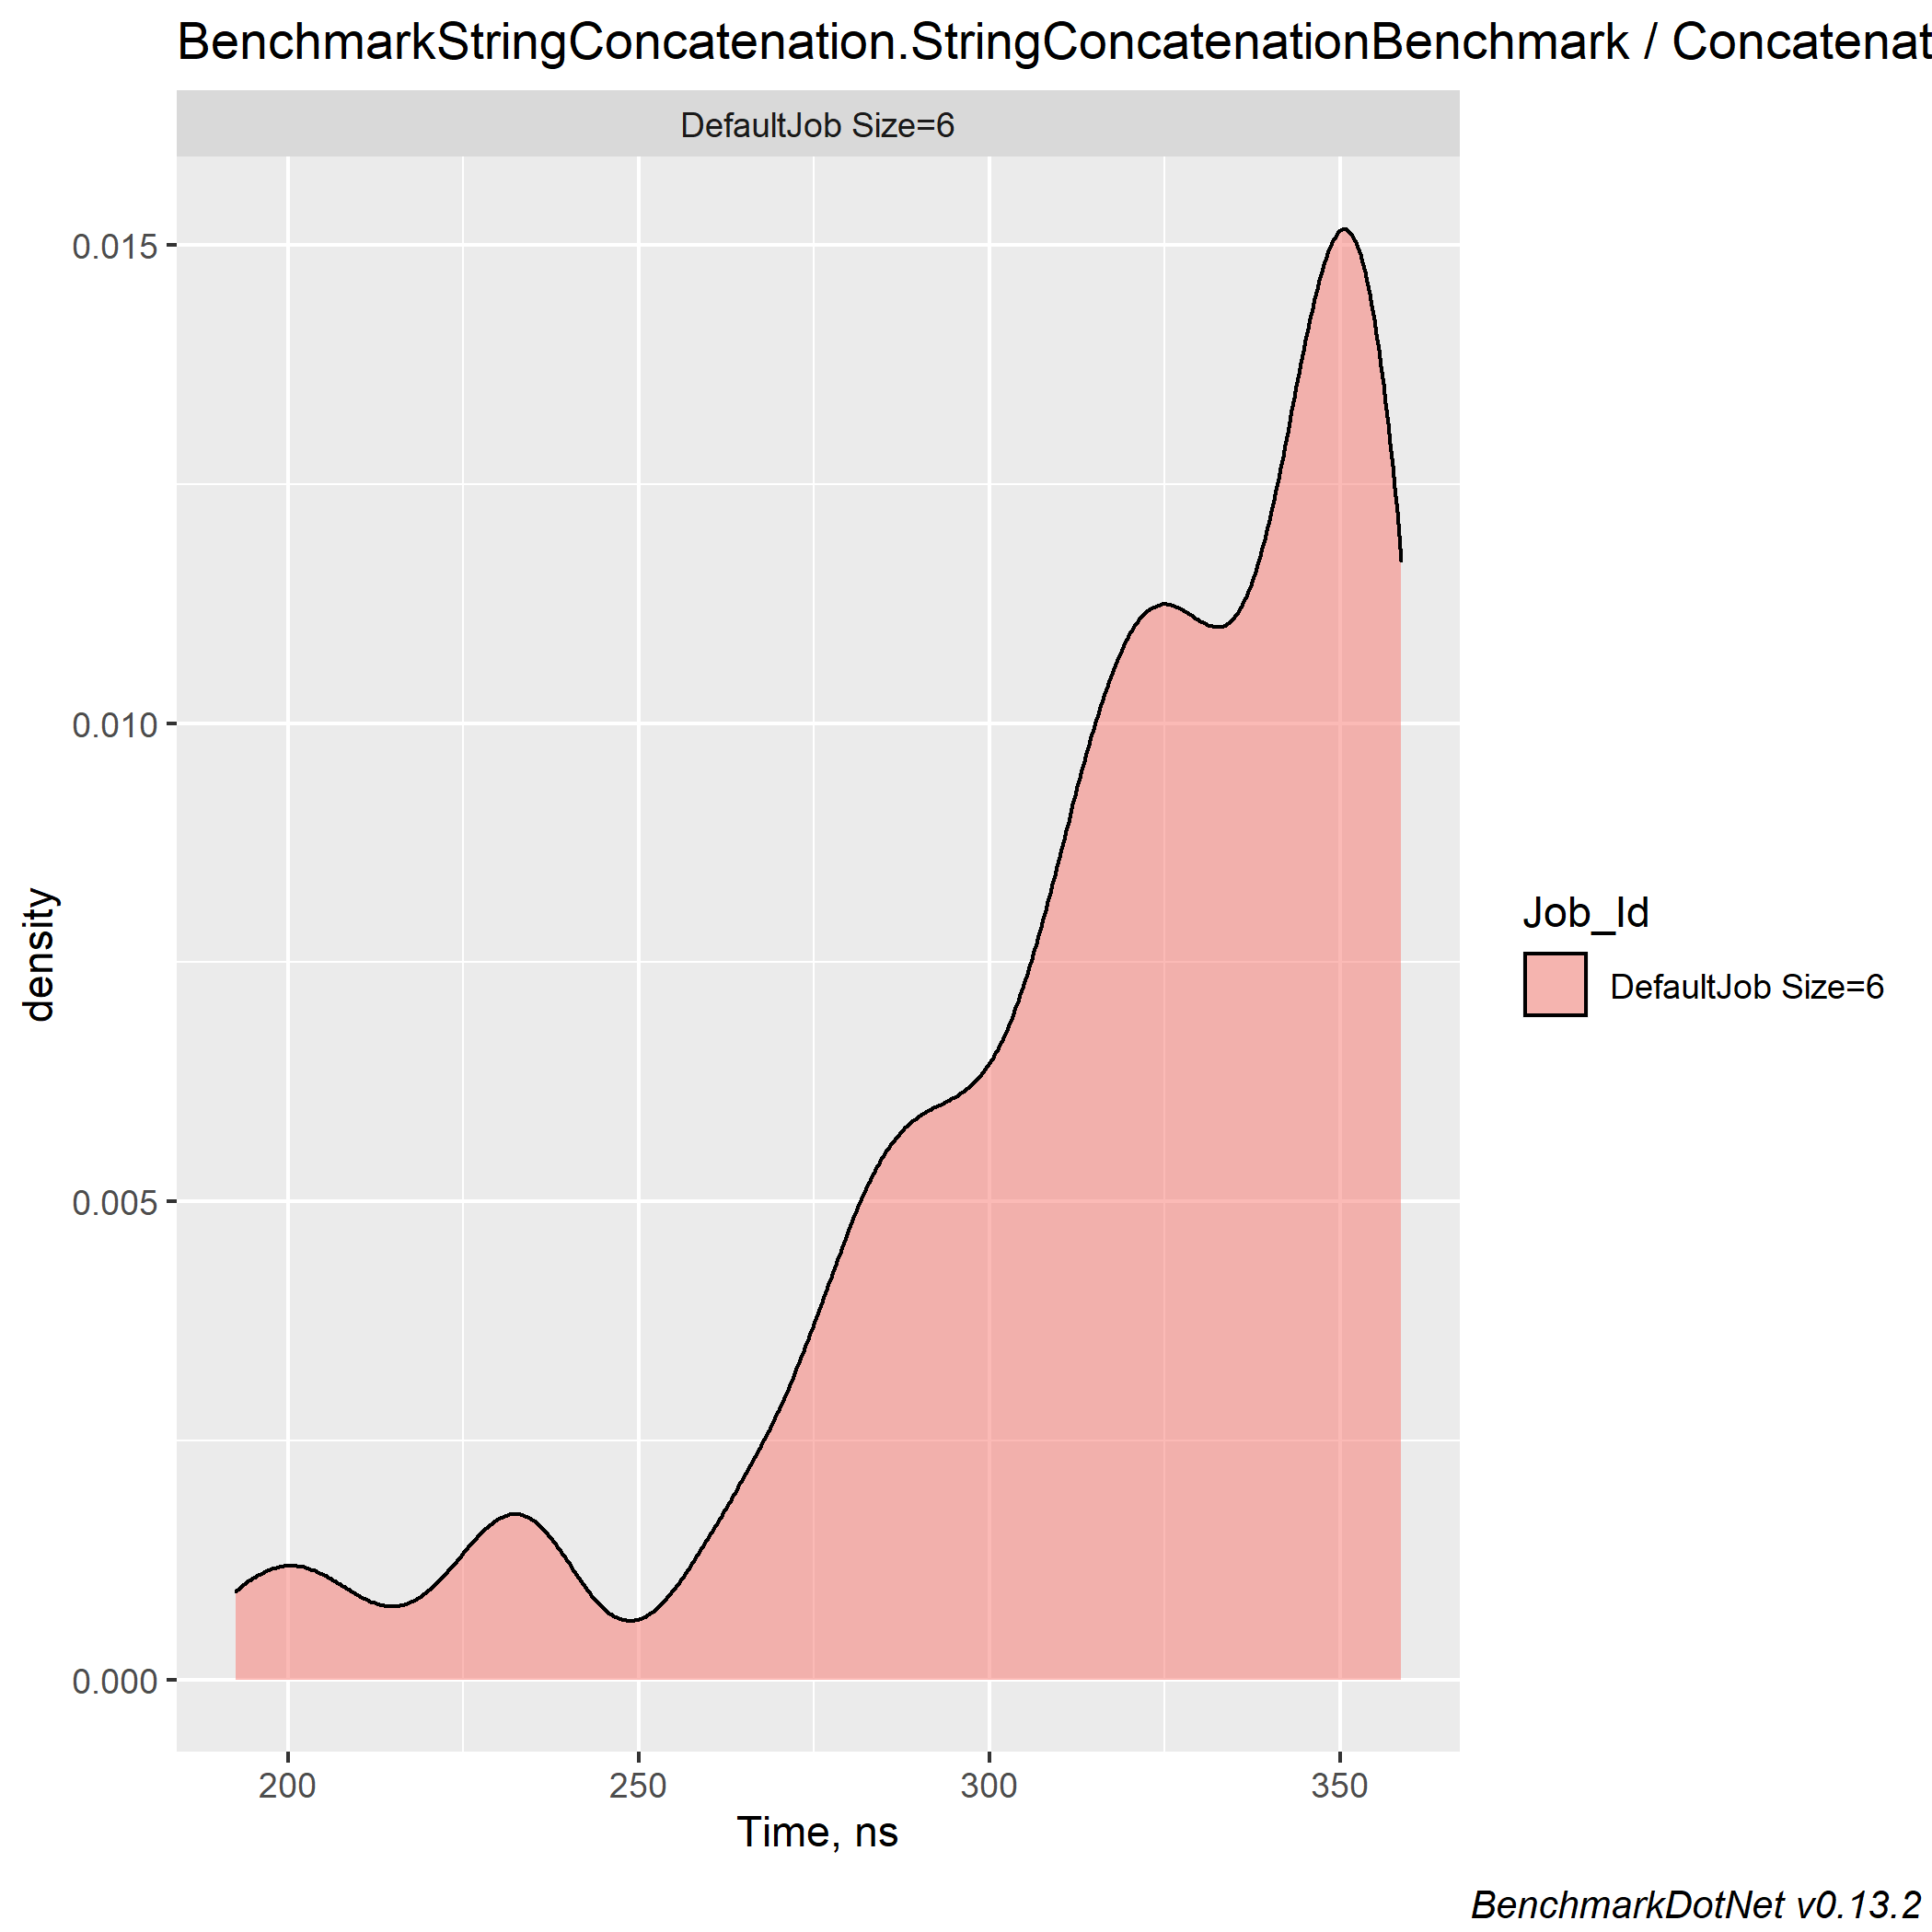 BenchmarkStringConcatenation.StringConcatenationBenchmark / Concatenat
DefaultJob Size=6
0.015
0.010
0.005
0.000
density
200 250 300 350
Time, ns
Job_Id
DefaultJob Size=6
BenchmarkDotNet v0.13.2